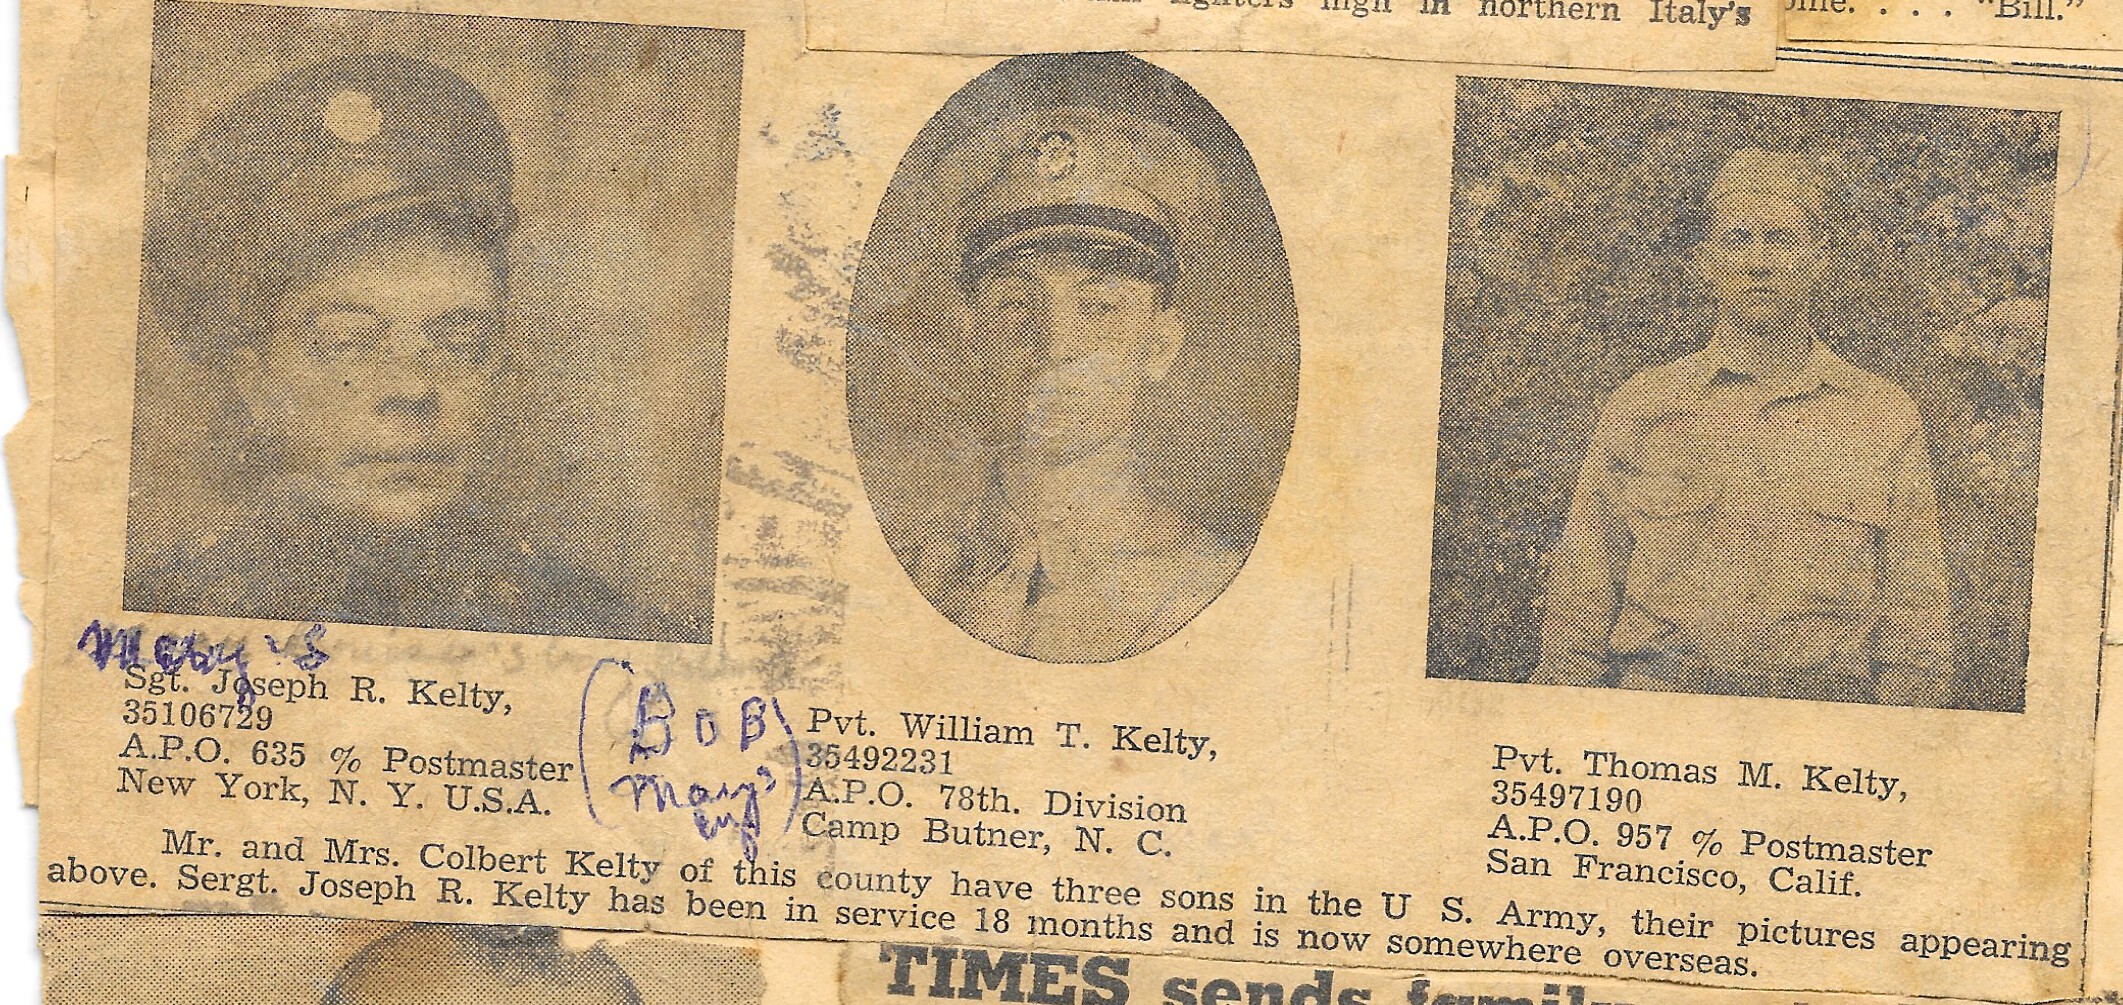 fighters high in northern Italy's
"Bill."
Mary's
Sgt. Joseph R. Kelty,
35106729
A.P.O. 635 % Postmaster
New York, N. Y. U.S.A.
(BOB
Mary's
Pvt. William T. Kelty,
35492231
A.P.O. 78th. Division
Camp Butner, N. C.
Pvt. Thomas M. Kelty,
35497190
A.P.O. 957 % Postmaster
San Francisco, Calif.
Mr. and Mrs. Colbert Kelty of this county have three sons in the U S. Army, their pictures appearing
above. Sergt. Joseph R. Kelty has been in service 18 months and is now somewhere overseas.
TIMES sends family